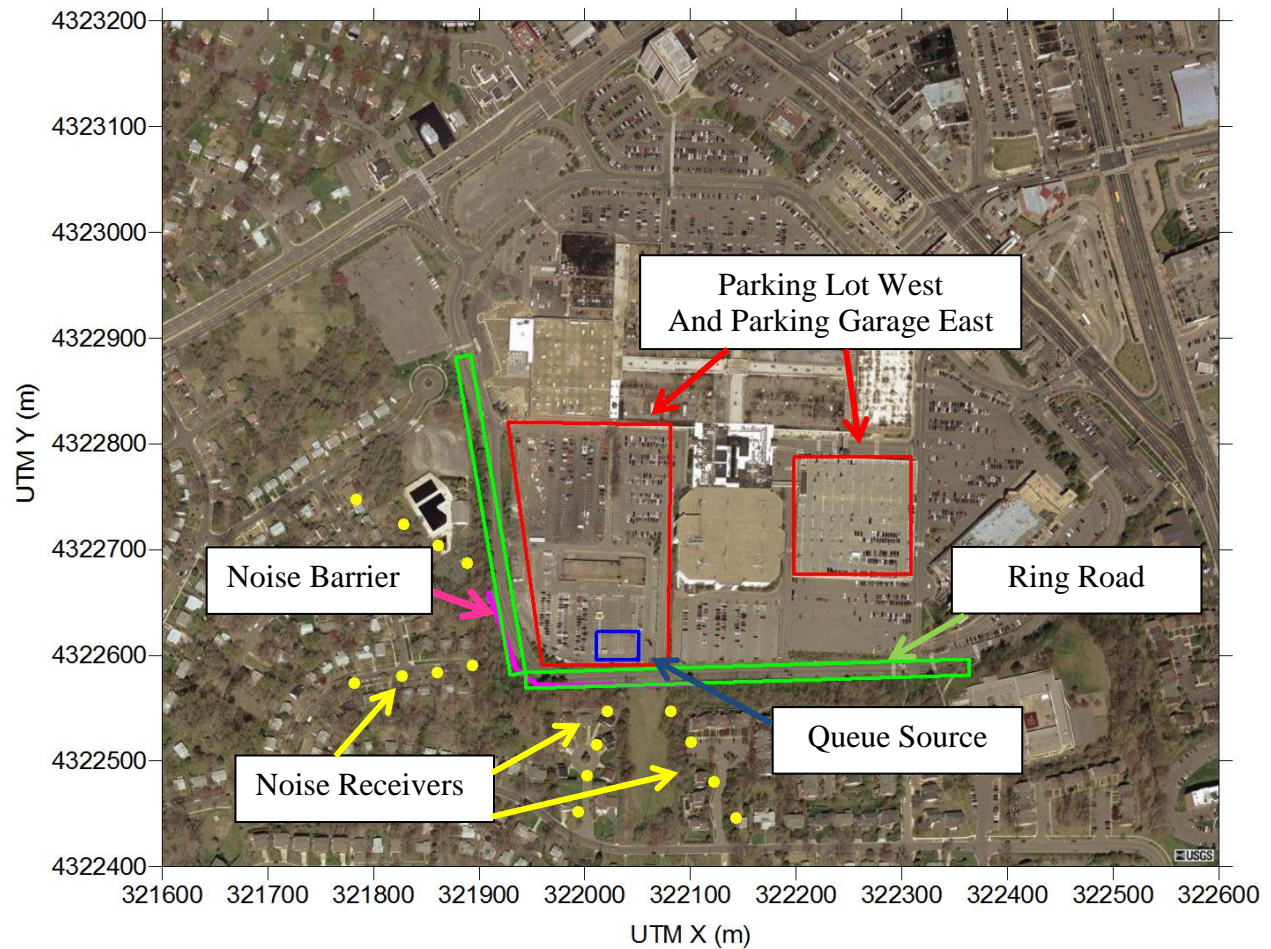 4323200
4323100
4323000
4322900
4322800
4322700
4322600
4322500
4322400
UTM Y (m)
Parking Lot West
And Parking Garage East
Noise Barrier
Ring Road
Queue Source
Noise Receivers
USGS
321600 321700 321800 321900 322000 322100 322200 322300 322400 322500 322600
UTM X (m)